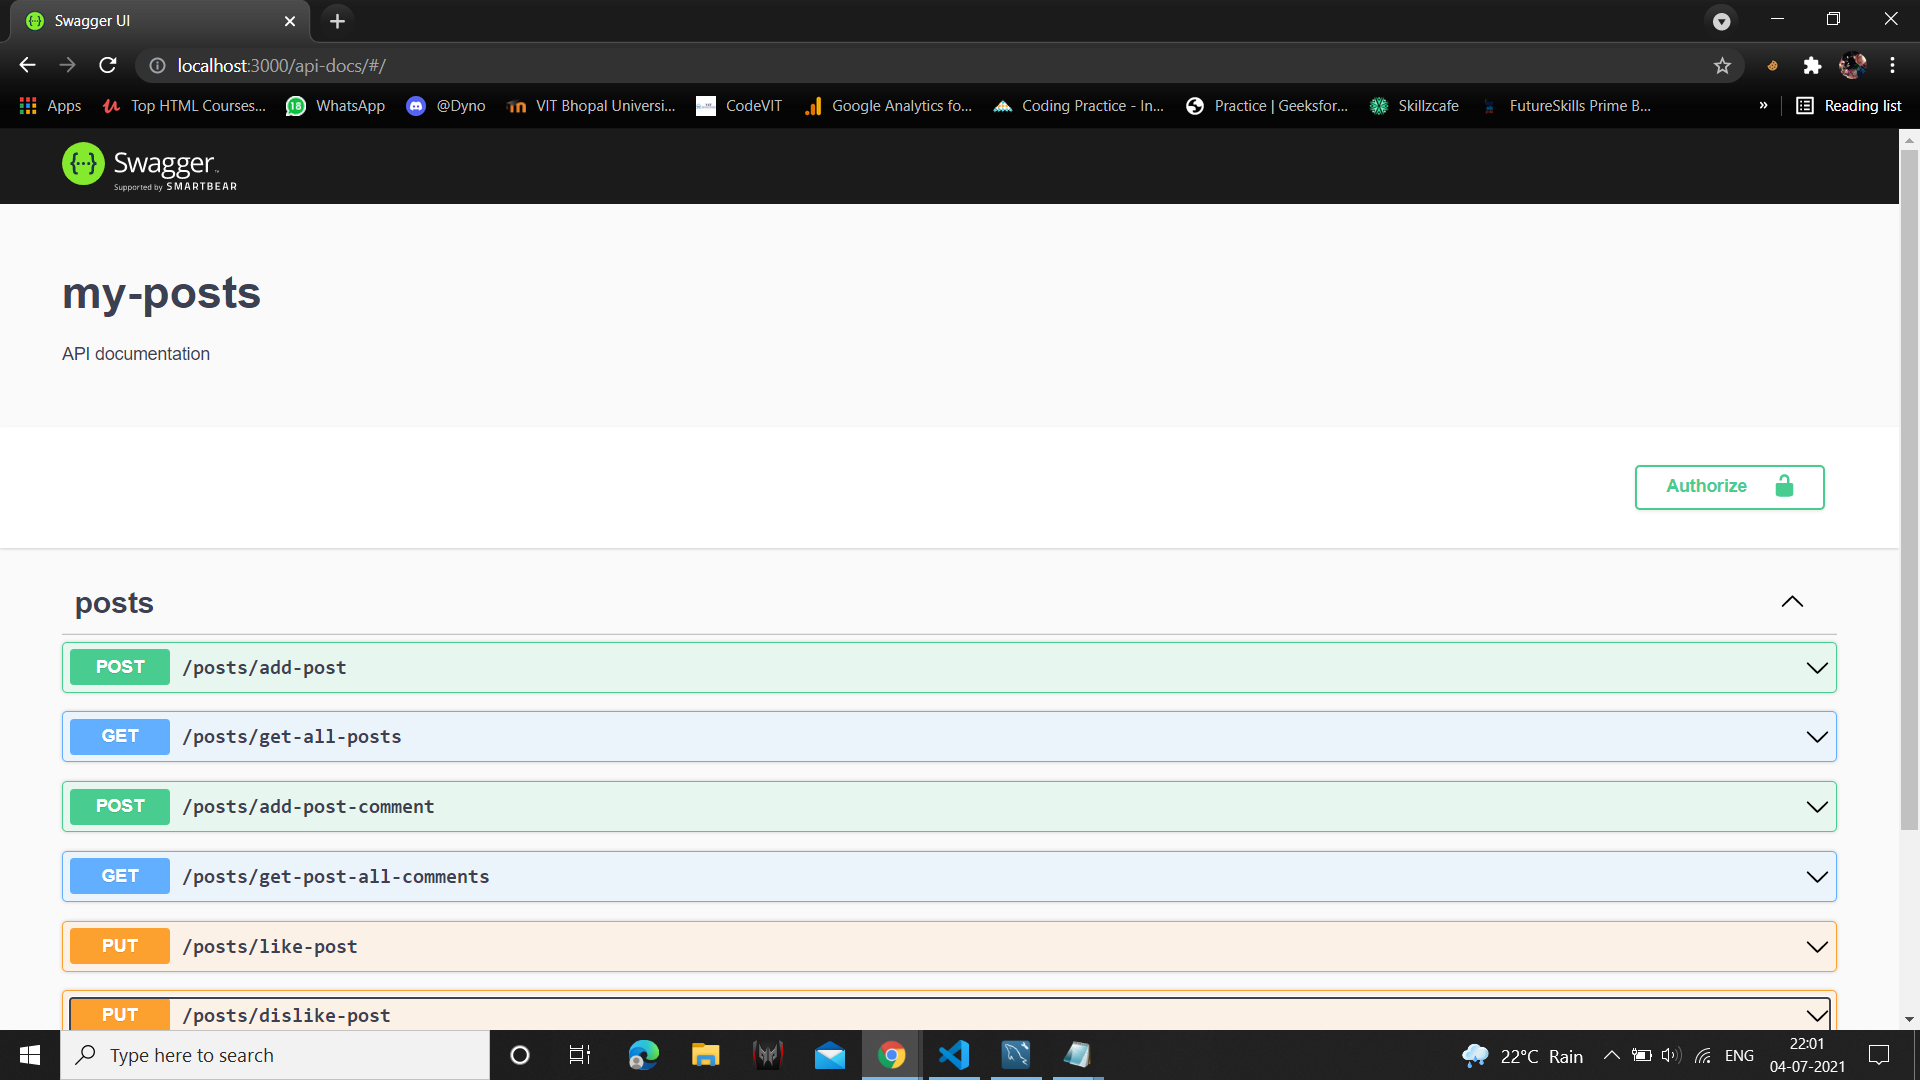 Swagger UI
localhost:3000/api-docs/#/
Apps
Top HTML Courses...
18
WhatsApp
@Dyno
VIT Bhopal Universi...
CodeVIT
Google Analytics fo...
Coding Practice - In...
Practice | Geeksfor...
Skillzcafe
FutureSkills Prime B...
»
Reading list
{···} Swagger™
Supported by SMARTBEAR
my-posts
API documentation
Authorize
posts
POST /posts/add-post
GET /posts/get-all-posts
POST /posts/add-post-comment
GET /posts/get-post-all-comments
PUT /posts/like-post
PUT /posts/dislike-post
Type here to search
22°C Rain
ENG
22:01
04-07-2021